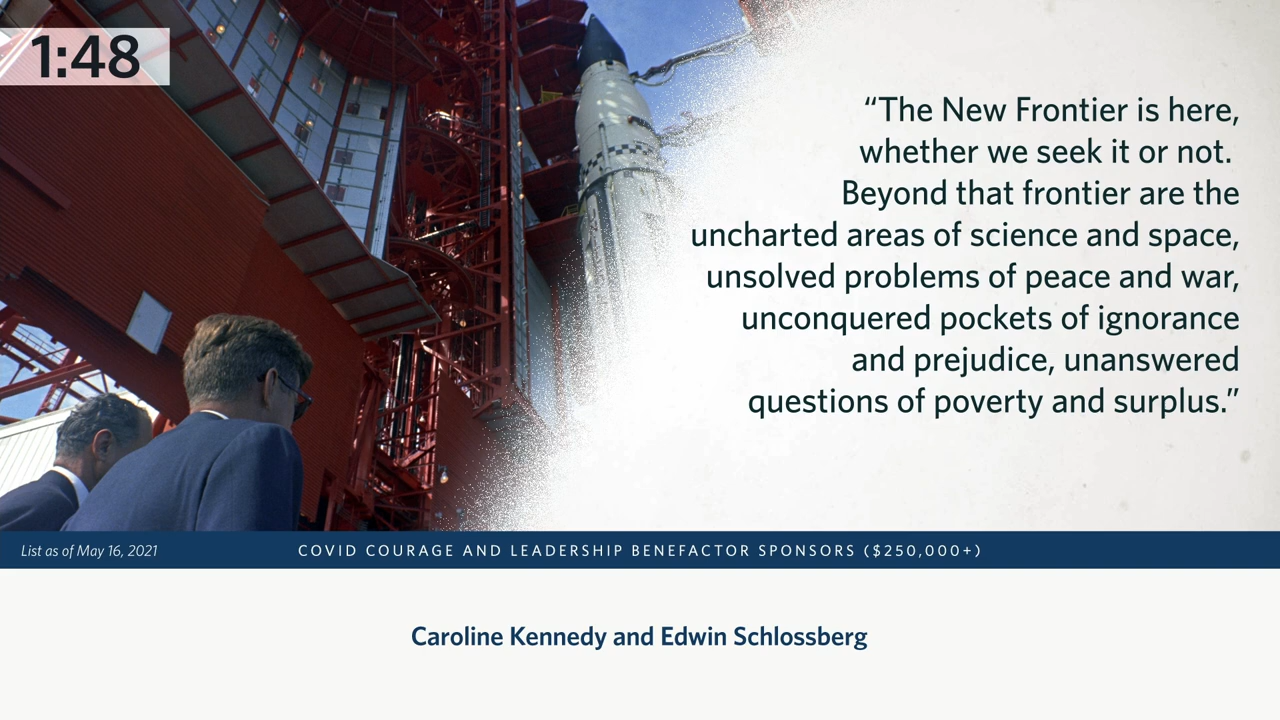 1:48
“The New Frontier is here,
whether we seek it or not.
Beyond that frontier are the
uncharted areas of science and space,
unsolved problems of peace and war,
unconquered pockets of ignorance
and prejudice, unanswered
questions of poverty and surplus.”
List as of May 16, 2021
COVID COURAGE AND LEADERSHIP BENEFACTOR SPONSORS ($250,000+)
Caroline Kennedy and Edwin Schlossberg